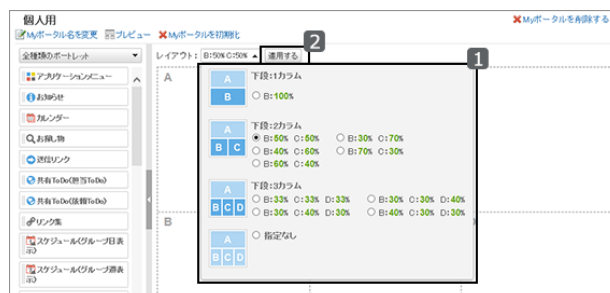 個人用
Myポータル名を変更 プレビュー Myポータルを初期化
Myポータルを削除する
全種類のポートレット
レイアウト: B:50% C:50% 適用する
2
1
アプリケーションメニュー
お知らせ
カレンダー
Q.お探し物
巡回リンク
共有ToDo(担当ToDo)
共有ToDo(依頼ToDo)
リンク集
スケジュール(グループ日表示)
スケジュール(グループ週表示)
A
B
A
B
下段:1カラム
B:100%
A
B C
下段:2カラム
B:50% C:50% B:30% C:70%
B:40% C:60% B:70% C:30%
B:60% C:40%
A
B C D
下段:3カラム
B:33% C:33% D:33% B:30% C:30% D:40%
B:30% C:40% D:30% B:40% C:30% D:30%
A
B C D
指定なし